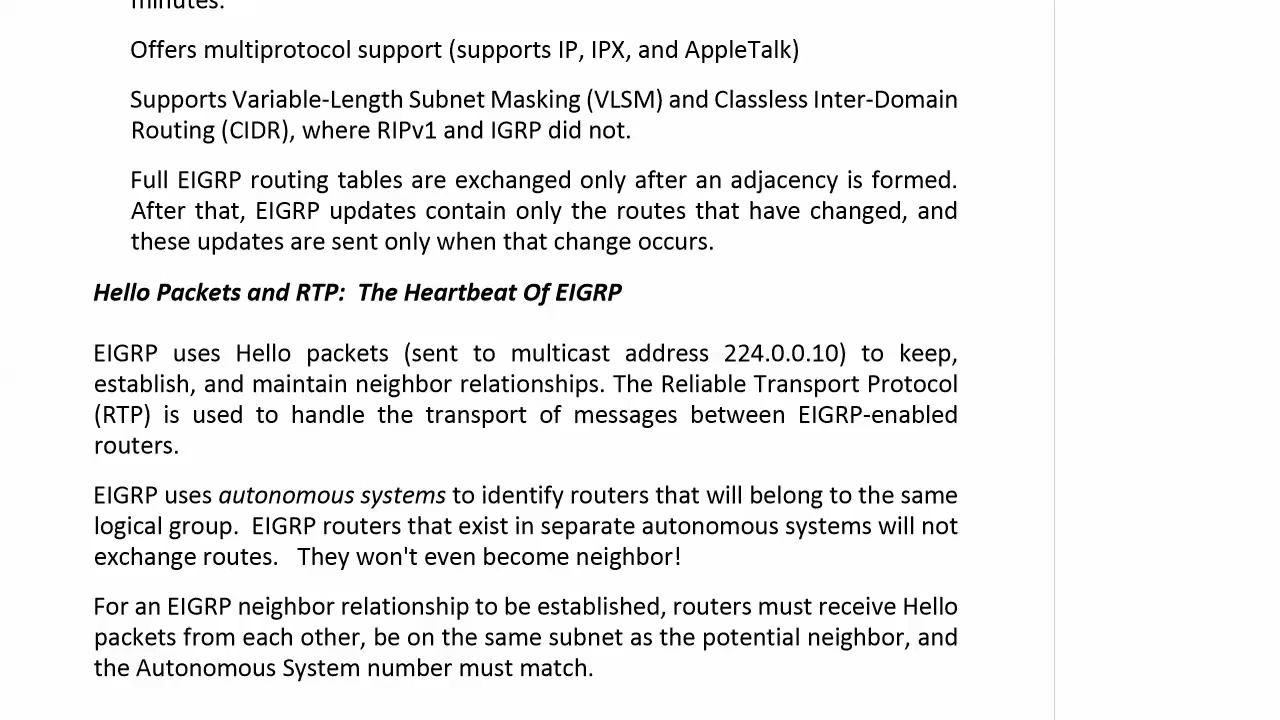 minutes.
Offers multiprotocol support (supports IP, IPX, and AppleTalk)
Supports Variable-Length Subnet Masking (VLSM) and Classless Inter-Domain
Routing (CIDR), where RIPv1 and IGRP did not.
Full EIGRP routing tables are exchanged only after an adjacency is formed.
After that, EIGRP updates contain only the routes that have changed, and
these updates are sent only when that change occurs.
Hello Packets and RTP:  The Heartbeat Of EIGRP
EIGRP uses Hello packets (sent to multicast address 224.0.0.10) to keep,
establish, and maintain neighbor relationships. The Reliable Transport Protocol
(RTP) is used to handle the transport of messages between EIGRP-enabled
routers.
EIGRP uses autonomous systems to identify routers that will belong to the same
logical group.  EIGRP routers that exist in separate autonomous systems will not
exchange routes.   They won't even become neighbor!
For an EIGRP neighbor relationship to be established, routers must receive Hello
packets from each other, be on the same subnet as the potential neighbor, and
the Autonomous System number must match.